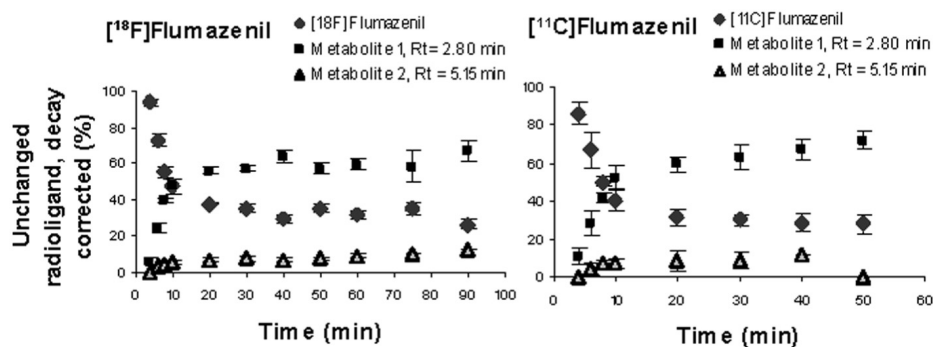 [¹⁸F]Flumazenil
[18F]Flumazenil
Metabolite 1, Rt= 2.80 min
Metabolite 2, Rt = 5.15 min
Unchanged
radioligand, decay
corrected (%)
100
80
60
40
20
0
0 10 20 30 40 50 60 70 80 90 100
Time (min)
[¹¹C]Flumazenil
[11C]Flumazenil
Metabolite 1, Rt = 2.80 min
Metabolite 2, Rt = 5.15 min
100
80
60
40
20
0
0 10 20 30 40 50 60
Time (min)